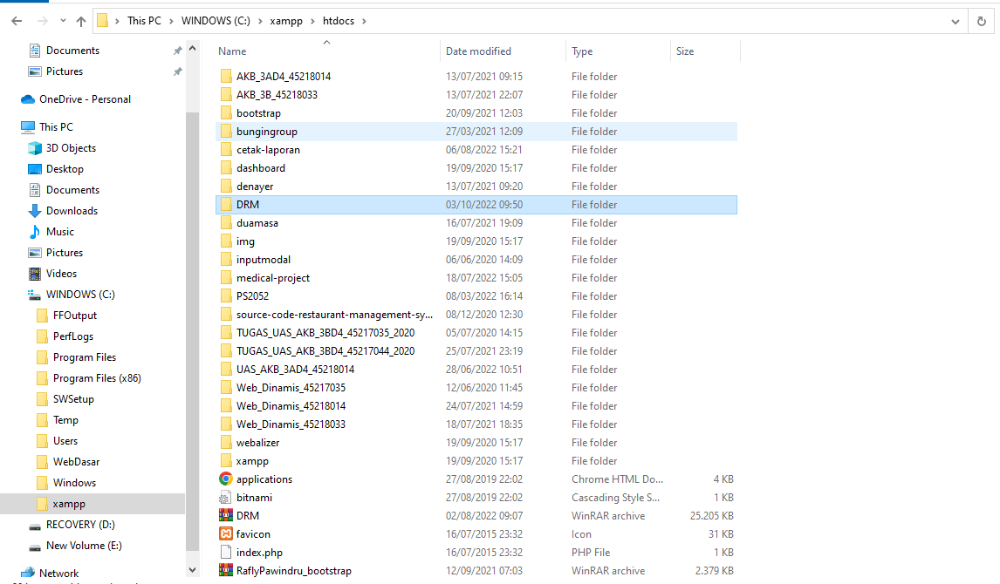 This PC > WINDOWS (C:) > xampp > htdocs >
Documents
Pictures
OneDrive - Personal
This PC
3D Objects
Desktop
Documents
Downloads
Music
Pictures
Videos
WINDOWS (C:)
FFOutput
PerfLogs
Program Files
Program Files (x86)
SWSetup
Temp
Users
WebDasar
Windows
xampp
RECOVERY (D:)
New Volume (E:)
Network
Name Date modified Type Size
AKB_3AD4_45218014 13/07/2021 09:15 File folder
AKB_3B_45218033 13/07/2021 22:07 File folder
bootstrap 20/09/2021 12:03 File folder
bungingroup 27/03/2021 12:09 File folder
cetak-laporan 06/08/2022 15:21 File folder
dashboard 19/09/2020 15:17 File folder
denayer 13/07/2021 09:20 File folder
DRM 03/10/2022 09:50 File folder
duamasa 16/07/2021 19:09 File folder
img 19/09/2020 15:17 File folder
inputmodal 06/06/2020 14:09 File folder
medical-project 18/07/2022 15:05 File folder
PS2052 08/03/2022 16:14 File folder
source-code-restaurant-management-sy... 08/12/2020 12:30 File folder
TUGAS_UAS_AKB_3BD4_45217035_2020 05/07/2020 14:15 File folder
TUGAS_UAS_AKB_3BD4_45217044_2020 25/07/2021 23:19 File folder
UAS_AKB_3AD4_45218014 28/06/2022 10:51 File folder
Web_Dinamis_45217035 12/06/2020 11:45 File folder
Web_Dinamis_45218014 24/07/2021 14:59 File folder
Web_Dinamis_45218033 18/07/2021 18:35 File folder
webalizer 19/09/2020 15:17 File folder
xampp 19/09/2020 15:17 File folder
applications 27/08/2019 22:02 Chrome HTML Do... 4 KB
bitnami 27/08/2019 22:02 Cascading Style S... 1 KB
DRM 02/08/2022 09:07 WinRAR archive 25.205 KB
favicon 16/07/2015 23:32 Icon 31 KB
index.php 16/07/2015 23:32 PHP File 1 KB
RaflyPawindru_bootstrap 12/09/2021 07:03 WinRAR archive 2.379 KB